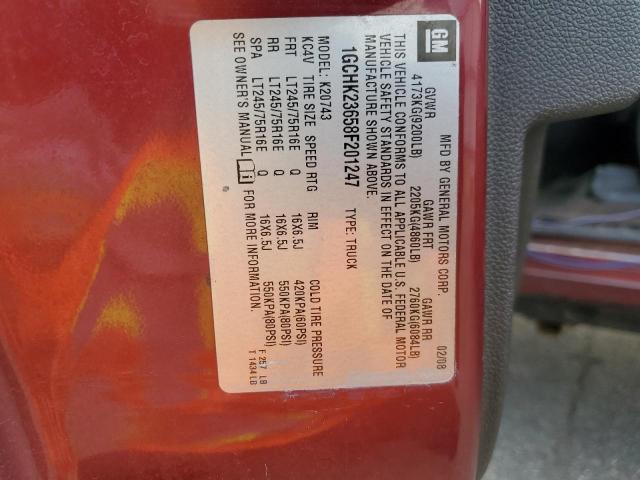 GM
MFD BY GENERAL MOTORS CORP. 02/08
GVWR GAWR FRT GAWR RR
4173KG(9200LB) 2205KG(4860LB) 2760KG(6084LB)
THIS VEHICLE CONFORMS TO ALL APPLICABLE U.S. FEDERAL MOTOR
VEHICLE SAFETY STANDARDS IN EFFECT ON THE DATE OF
MANUFACTURE SHOWN ABOVE.
1GCHK23658F201247 TYPE: TRUCK
MODEL: K20743
KC4V TIRE SIZE SPEED RTG RIM COLD TIRE PRESSURE
FRT LT245/75R16E Q 16X6.5J 420KPA(60PSI)
RR LT245/75R16E Q 16X6.5J 550KPA(80PSI)
SPA LT245/75R16E Q 16X6.5J 550KPA(80PSI)
SEE OWNER'S MANUAL FOR MORE INFORMATION.
F 257 LB
T 1434 LB